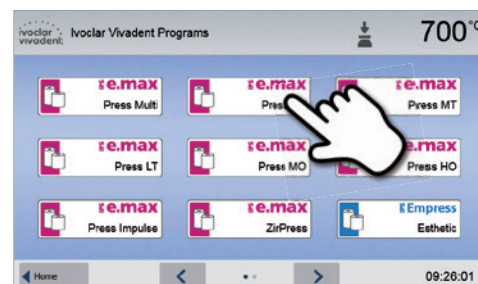 ivoclar
vivadent: Ivoclar Vivadent Programs 700°C
e.max
Press Multi
e.max
e.max
Press MT
e.max
Press LT
e.max
Press MO
e.max
Press HO
e.max
Press Impulse
e.max
ZirPress
Empress
Esthetic
Home
09:26:01